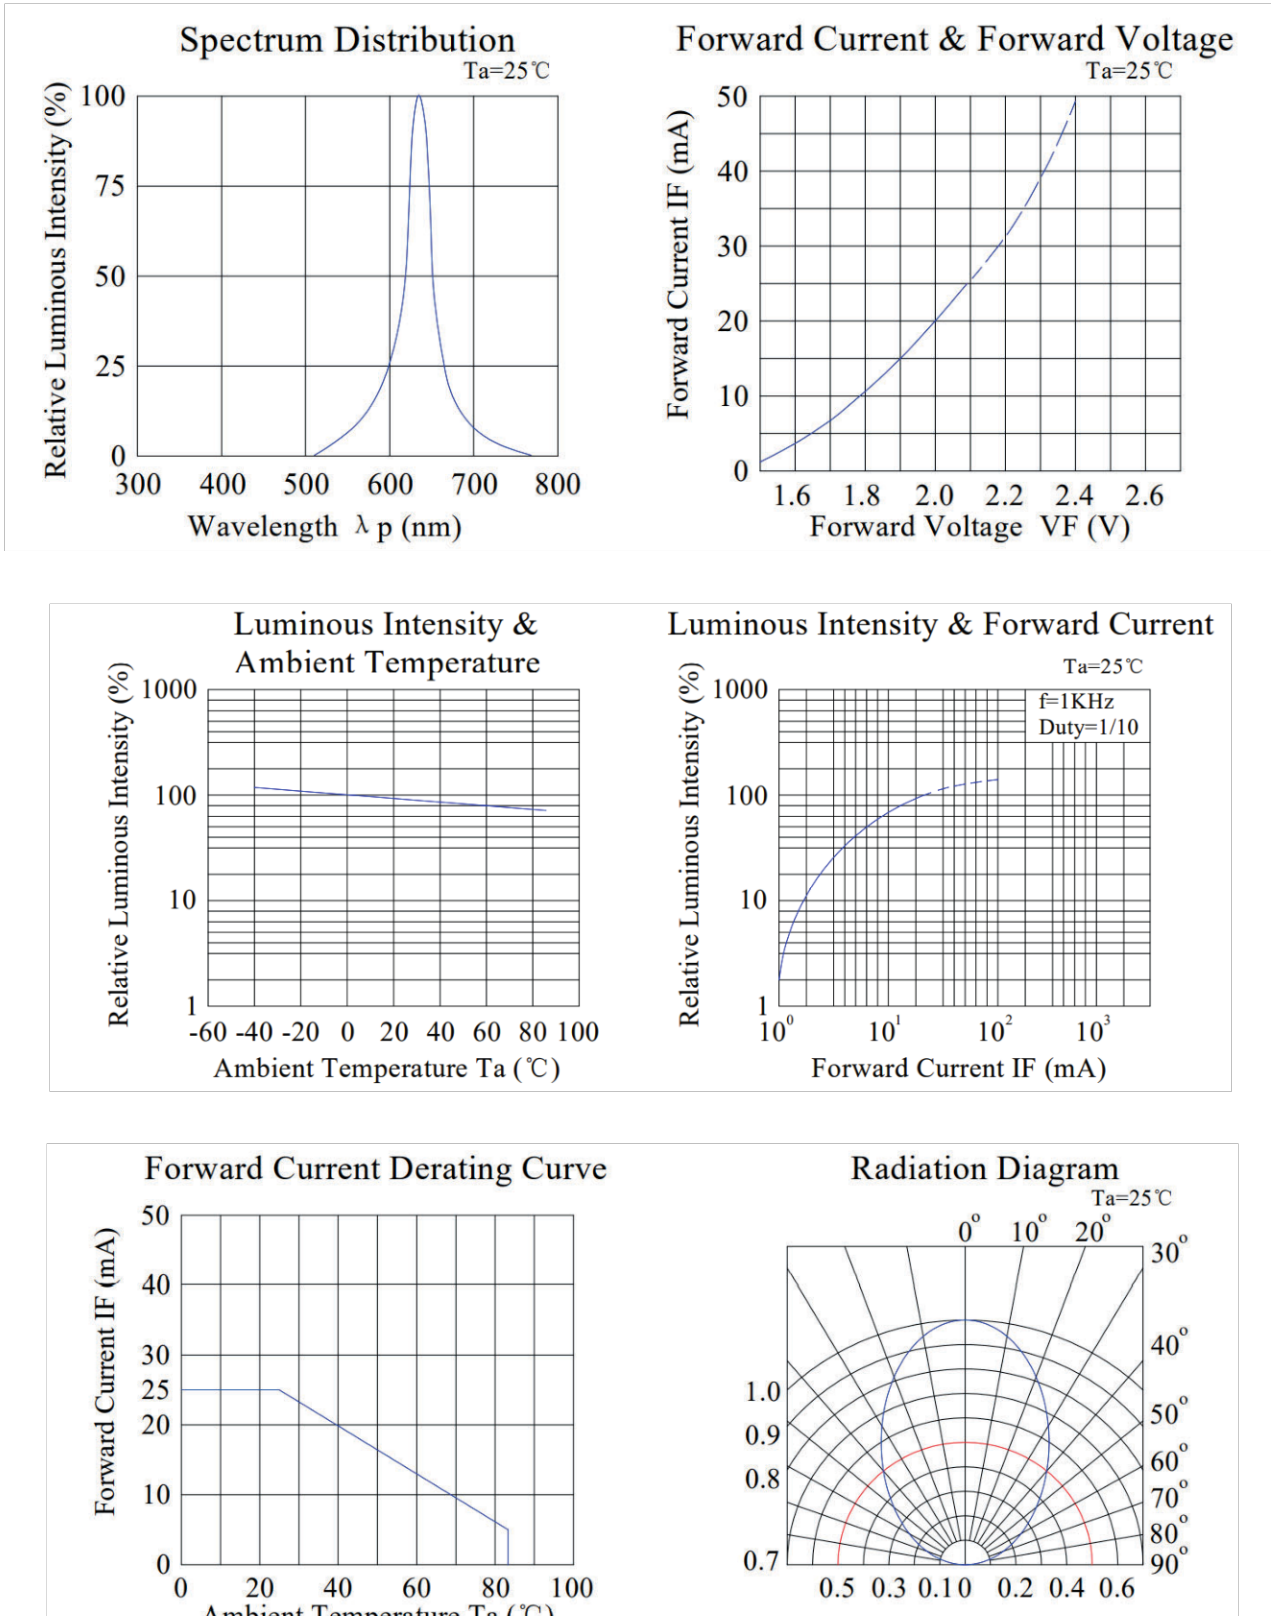 Spectrum Distribution
Ta=25℃
Relative Luminous Intensity (%)
100
75
50
25
0
300 400 500 600 700 800
Wavelength λ p (nm)
Forward Current & Forward Voltage
Ta=25℃
Forward Current IF (mA)
50
40
30
20
10
0
1.6 1.8 2.0 2.2 2.4 2.6
Forward Voltage VF (V)
Luminous Intensity &
Ambient Temperature
Relative Luminous Intensity (%)
1000
100
10
1
-60 -40 -20 0 20 40 60 80 100
Ambient Temperature Ta (℃)
Luminous Intensity & Forward Current
Ta=25℃
f=1KHz
Duty=1/10
Relative Luminous Intensity (%)
1000
100
10
1
10⁰ 10¹ 10² 10³
Forward Current IF (mA)
Forward Current Derating Curve
Forward Current IF (mA)
50
40
30
25
20
10
0
0 20 40 60 80 100
Ambient Temperature Ta (℃)
Radiation Diagram
Ta=25℃
0° 10° 20°
30°
40°
50°
60°
70°
80°
90°
1.0
0.9
0.8
0.7
0.5 0.3 0.1 0 0.2 0.4 0.6